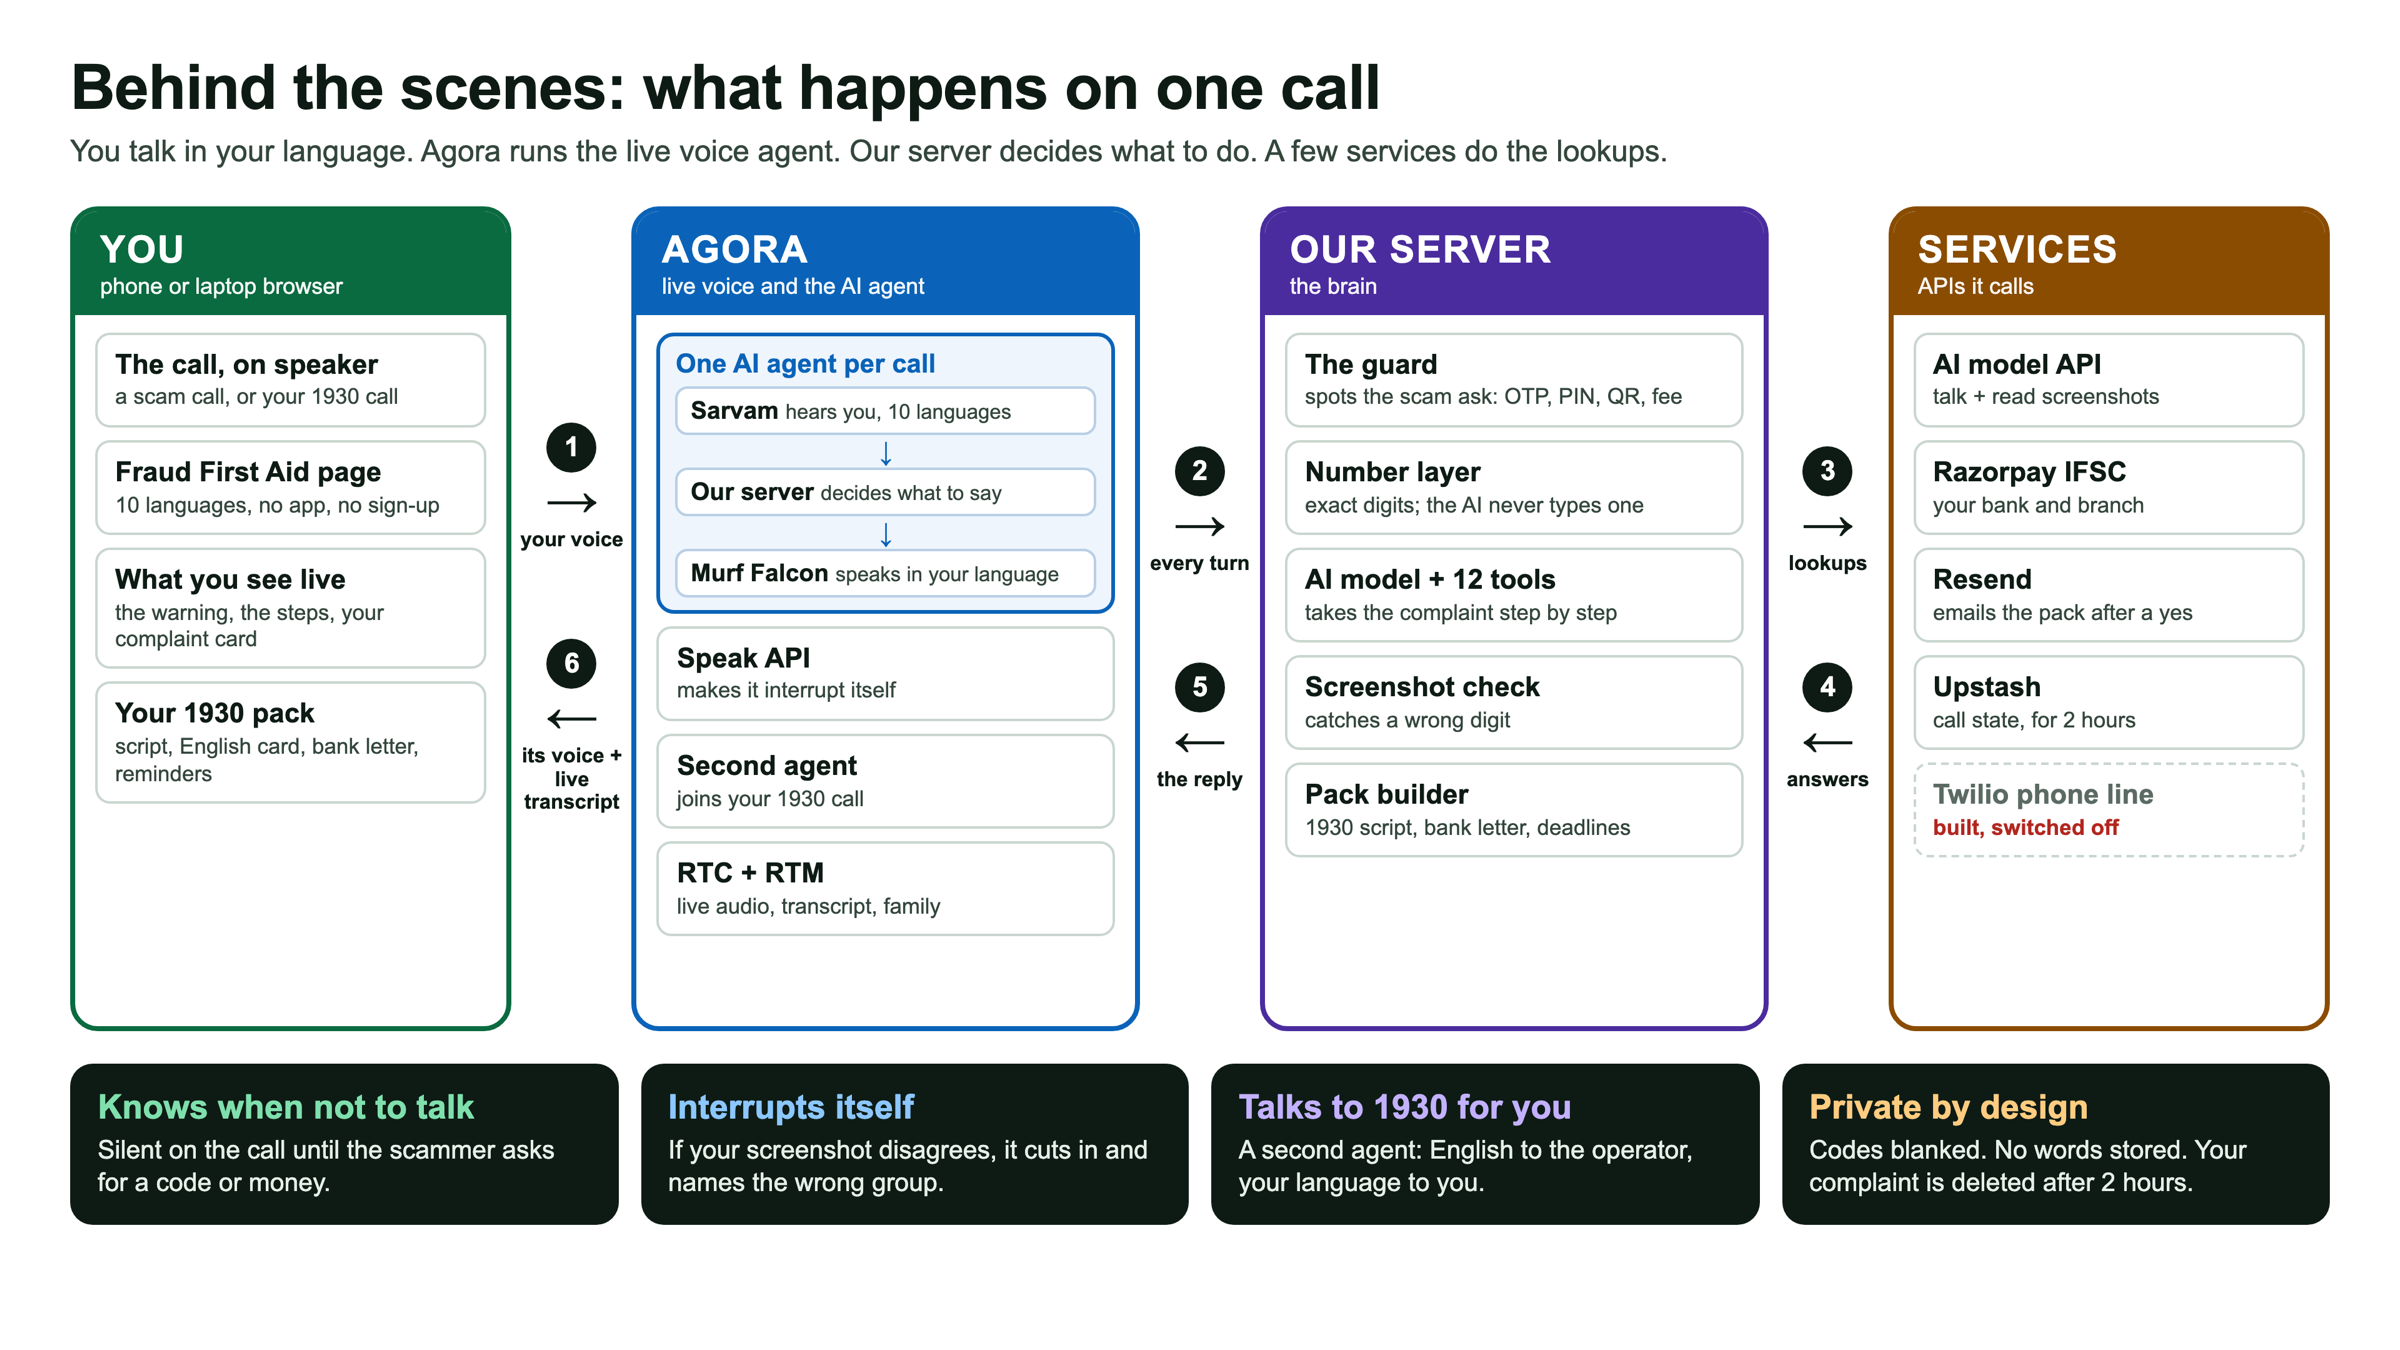 Behind the scenes: what happens on one call
You talk in your language. Agora runs the live voice agent. Our server decides what to do. A few services do the lookups.
YOU
phone or laptop browser
The call, on speaker
a scam call, or your 1930 call
Fraud First Aid page
10 languages, no app, no sign-up
What you see live
the warning, the steps, your
complaint card
Your 1930 pack
script, English card, bank letter,
reminders
1
→
your voice
6
←
its voice +
live
transcript
AGORA
live voice and the AI agent
One AI agent per call
Sarvam hears you, 10 languages
↓
Our server decides what to say
↓
Murf Falcon speaks in your language
Speak API
makes it interrupt itself
Second agent
joins your 1930 call
RTC + RTM
live audio, transcript, family
2
→
every turn
5
←
the reply
OUR SERVER
the brain
The guard
spots the scam ask: OTP, PIN, QR, fee
Number layer
exact digits; the AI never types one
AI model + 12 tools
takes the complaint step by step
Screenshot check
catches a wrong digit
Pack builder
1930 script, bank letter, deadlines
3
→
lookups
4
←
answers
SERVICES
APIs it calls
AI model API
talk + read screenshots
Razorpay IFSC
your bank and branch
Resend
emails the pack after a yes
Upstash
call state, for 2 hours
Twilio phone line
built, switched off
Knows when not to talk
Silent on the call until the scammer asks
for a code or money.
Interrupts itself
If your screenshot disagrees, it cuts in and
names the wrong group.
Talks to 1930 for you
A second agent: English to the operator,
your language to you.
Private by design
Codes blanked. No words stored. Your
complaint is deleted after 2 hours.